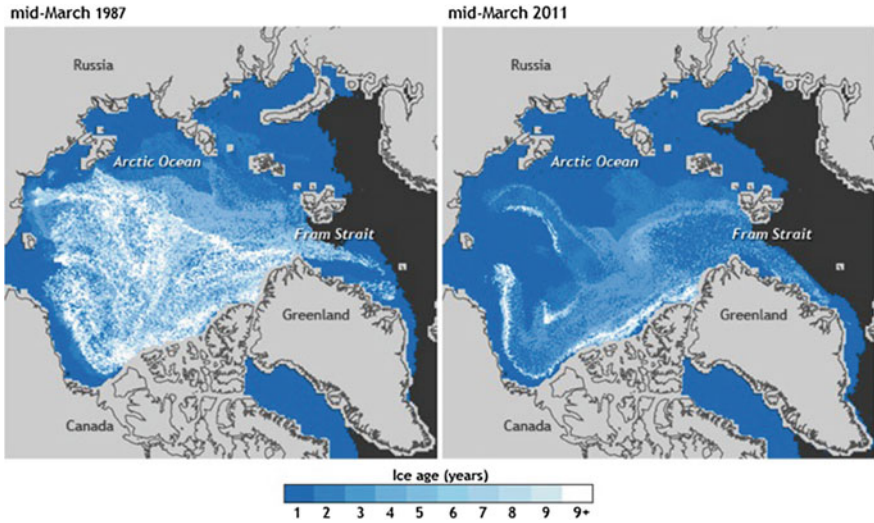 mid-March 1987
mid-March 2011
Russia
Arctic Ocean
Fram Strait
Greenland
Canada
Russia
Arctic Ocean
Fram Strait
Greenland
Canada
Ice age (years)
1 2 3 4 5 6 7 8 9 9+